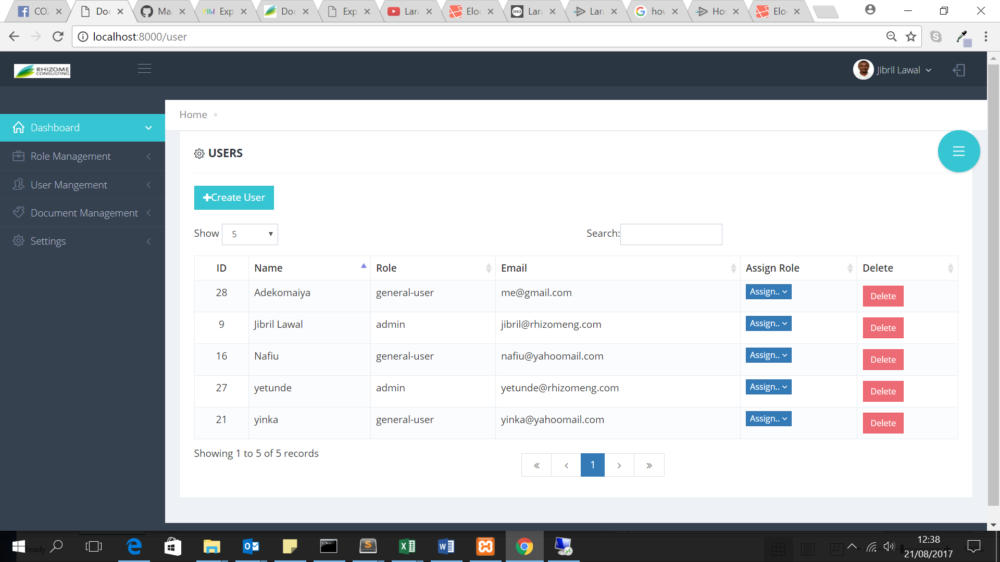 CO
Doc
Ma
Exp
Doc
Exp
Lara
Elo
ItS2 Lar
Lara
how
Ho
Elo
localhost:8000/user
RHIZOME
CONSULTING
Jibril Lawal
Home
Dashboard
Role Management
User Mangement
Document Management
Settings
USERS
Create User
Show 5 Search:
ID Name Role Email Assign Role Delete
28 Adekomaiya general-user me@gmail.com Assign.. Delete
9 Jibril Lawal admin jibril@rhizomeng.com Assign.. Delete
16 Nafiu general-user nafiu@yahoomail.com Assign.. Delete
27 yetunde admin yetunde@rhizomeng.com Assign.. Delete
21 yinka general-user yinka@yahoomail.com Assign.. Delete
Showing 1 to 5 of 5 records
« ‹ 1 › »
Ready
12:38
21/08/2017